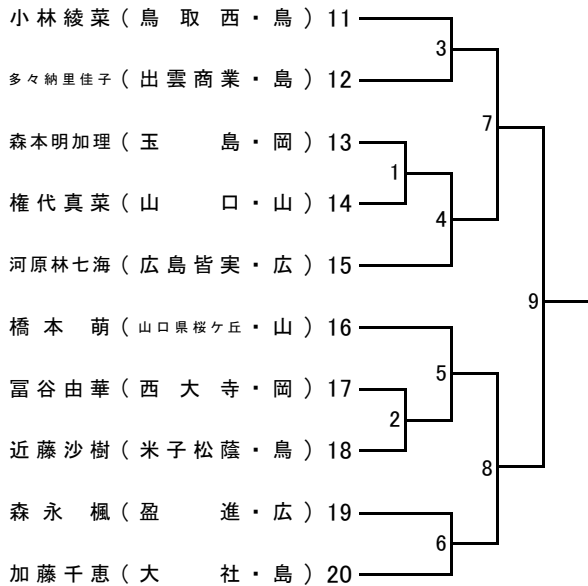 小林綾菜（鳥取西・鳥）11
3
多々納里佳子（出雲商業・島）12
7
森本明加理（玉島・岡）13
1
権代真菜（山口・山）14
4
河原林七海（広島皆実・広）15
9
橋本萌（山口県桜ケ丘・山）16
5
冨谷由華（西大寺・岡）17
2
近藤沙樹（米子松蔭・鳥）18
8
森永楓（盈進・広）19
6
加藤千恵（大社・島）20